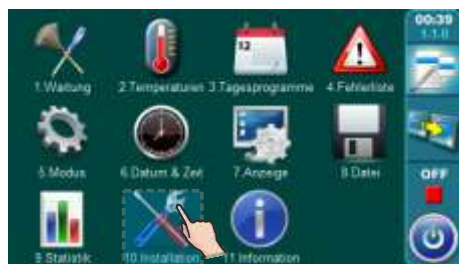 00:39
1-1-0
1.Wartung
2.Temperaturen
3.Tagesprogramme
4.Fehlerliste
12
5.Modus
6.Datum & Zeit
7.Anzeige
8.Datei
OFF
9.Statistik
10.Installation
11.Information